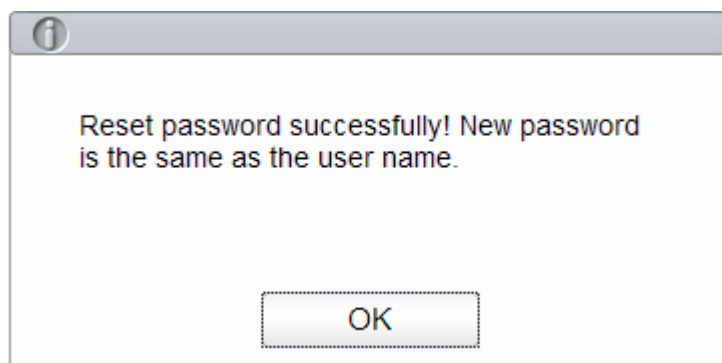 Reset password successfully! New password
is the same as the user name.
OK